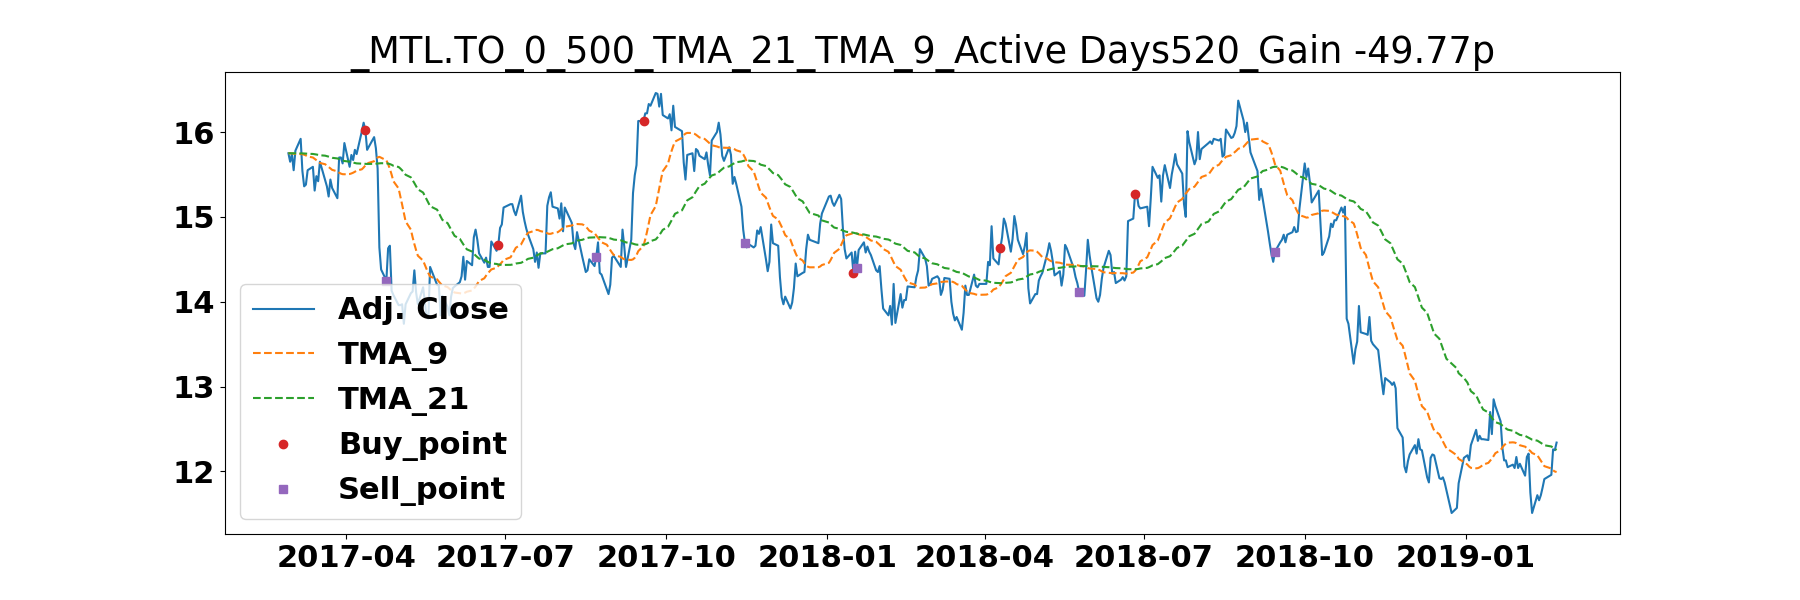 _MTL.TO_0_500_TMA_21_TMA_9_Active Days520_Gain -49.77p
16
15
14
13
12
Adj. Close
TMA_9
TMA_21
Buy_point
Sell_point
2017-04 2017-07 2017-10 2018-01 2018-04 2018-07 2018-10 2019-01